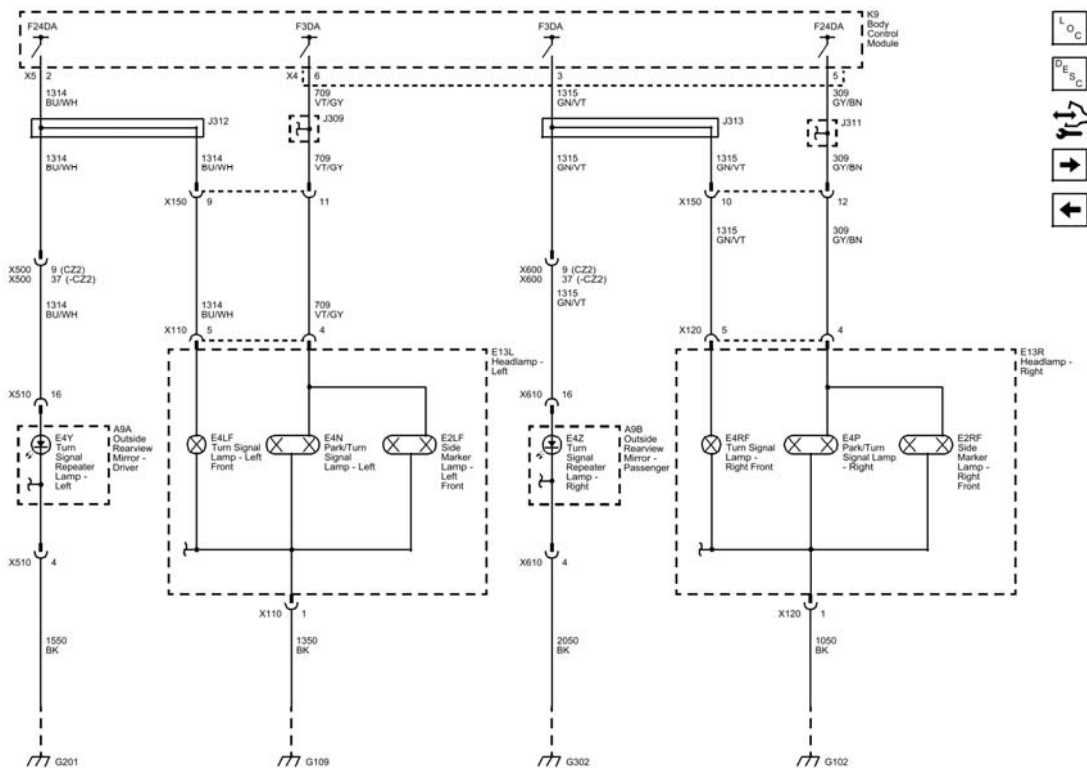 F24DA
F3DA
F3DA
F24DA
K9
Body
Control
Module
X5 2
X4 6
3
5
1314
BU/WH
709
VT/GY
1315
GN/VT
309
GY/BN
J312
J309
J313
J311
1314
BU/WH
1314
BU/WH
709
VT/GY
1315
GN/VT
1315
GN/VT
309
GY/BN
X150 9
11
X150 10
12
1315
GN/VT
309
GY/BN
X500 9 (CZ2)
X500 37 (-CZ2)
X600 9 (CZ2)
X600 37 (-CZ2)
1314
BU/WH
1314
BU/WH
709
VT/GY
1315
GN/VT
X110 5
4
X120 5
4
E13L
Headlamp -
Left
E13R
Headlamp -
Right
X510 16
X610 16
E4Y
Turn
Signal
Repeater
Lamp -
Left
A9A
Outside
Rearview
Mirror -
Driver
E4LF
Turn Signal
Lamp - Left
Front
E4N
Park/Turn
Signal
Lamp - Left
E2LF
Side
Marker
Lamp -
Left
Front
E4Z
Turn
Signal
Repeater
Lamp -
Right
A9B
Outside
Rearview
Mirror -
Passenger
E4RF
Turn Signal
Lamp -
Right Front
E4P
Park/Turn
Signal Lamp
- Right
E2RF
Side
Marker
Lamp -
Right
Front
X510 4
X610 4
X110 1
X120 1
1550
BK
1350
BK
2050
BK
1050
BK
G201
G109
G302
G102
LOC
DESC